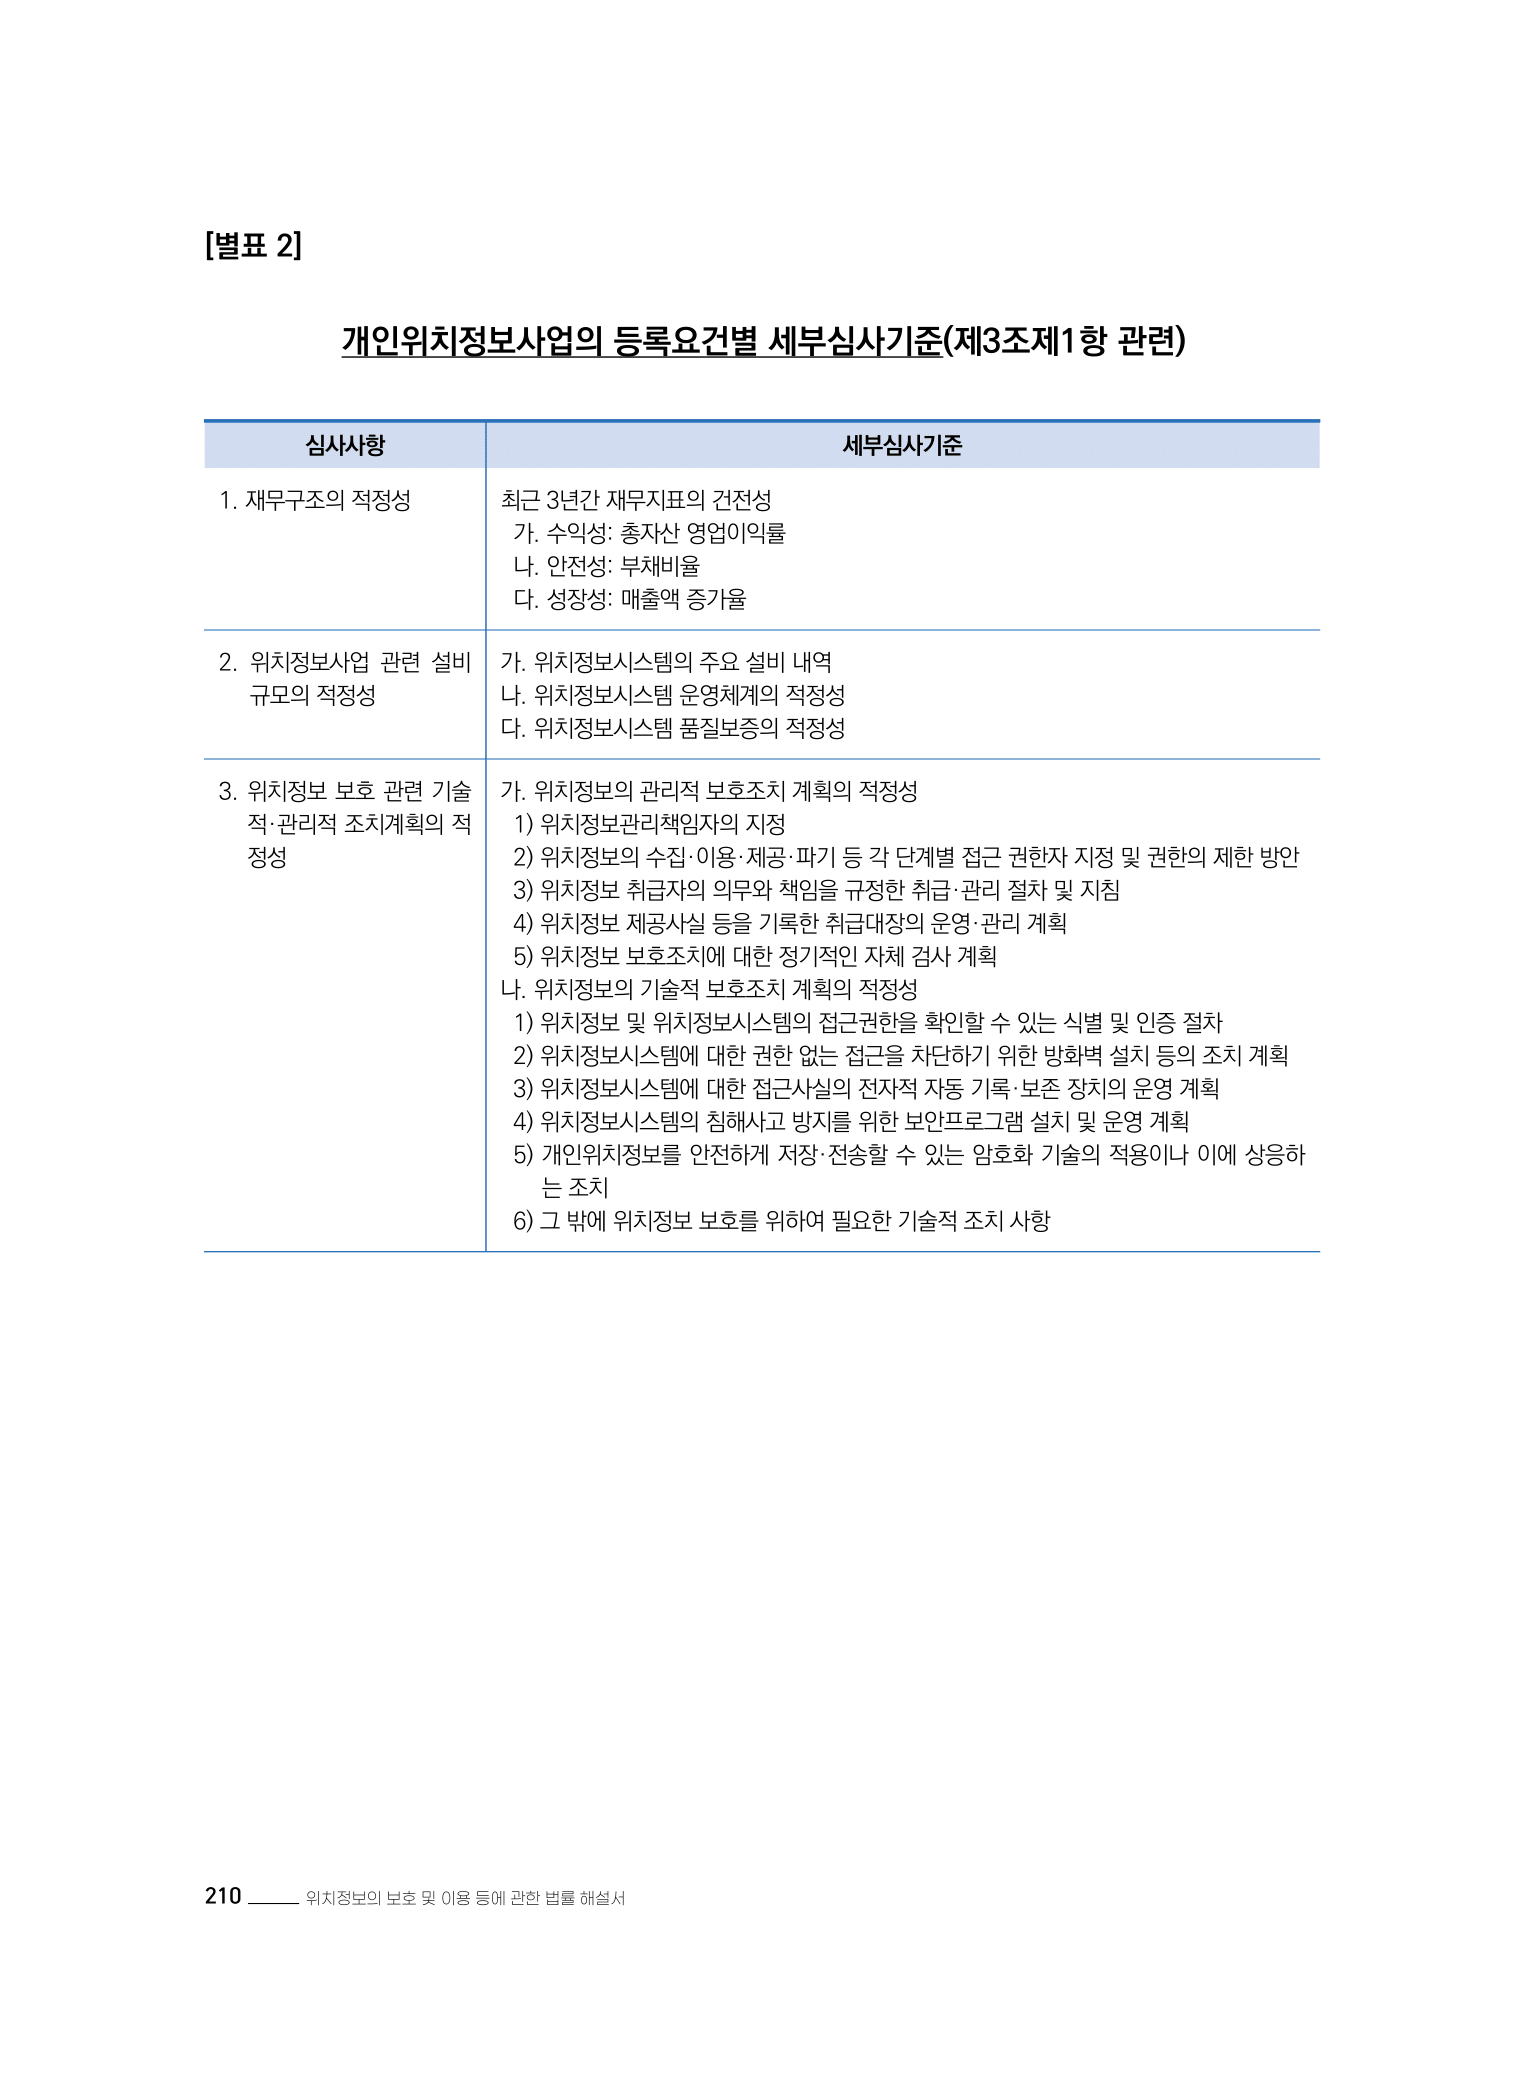 [별표 2]
개인위치정보사업의 등록요건별 세부심사기준(제3조제1항 관련)
심사사항
세부심사기준
1. 재무구조의 적정성
최근 3년간 재무지표의 건전성
가. 수익성: 총자산 영업이익률
나. 안전성: 부채비율
다. 성장성: 매출액 증가율
2. 위치정보사업 관련 설비
규모의 적정성
가. 위치정보시스템의 주요 설비 내역
나. 위치정보시스템 운영체계의 적정성
다. 위치정보시스템 품질보증의 적정성
3. 위치정보 보호 관련 기술
적·관리적 조치계획의 적
정성
가. 위치정보의 관리적 보호조치 계획의 적정성
1) 위치정보관리책임자의 지정
2) 위치정보의 수집·이용·제공·파기 등 각 단계별 접근 권한자 지정 및 권한의 제한 방안
3) 위치정보 취급자의 의무와 책임을 규정한 취급·관리 절차 및 지침
4) 위치정보 제공사실 등을 기록한 취급대장의 운영·관리 계획
5) 위치정보 보호조치에 대한 정기적인 자체 검사 계획
나. 위치정보의 기술적 보호조치 계획의 적정성
1) 위치정보 및 위치정보시스템의 접근권한을 확인할 수 있는 식별 및 인증 절차
2) 위치정보시스템에 대한 권한 없는 접근을 차단하기 위한 방화벽 설치 등의 조치 계획
3) 위치정보시스템에 대한 접근사실의 전자적 자동 기록·보존 장치의 운영 계획
4) 위치정보시스템의 침해사고 방지를 위한 보안프로그램 설치 및 운영 계획
5) 개인위치정보를 안전하게 저장·전송할 수 있는 암호화 기술의 적용이나 이에 상응하
는 조치
6) 그 밖에 위치정보 보호를 위하여 필요한 기술적 조치 사항
210 위치정보의 보호 및 이용 등에 관한 법률 해설서